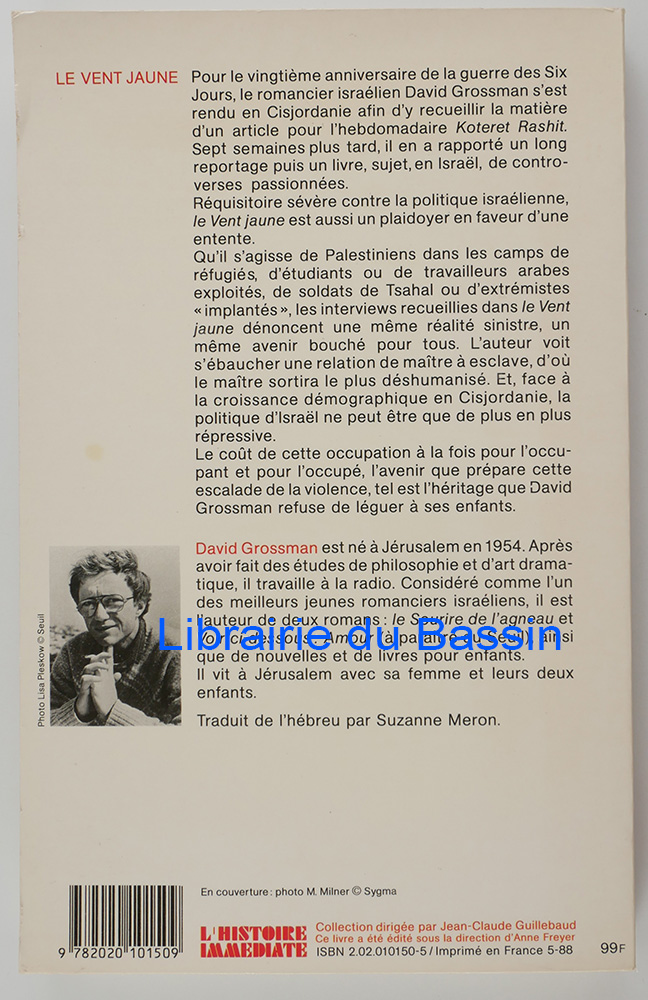 LE VENT JAUNE
Pour le vingtième anniversaire de la guerre des Six
Jours, le romancier israélien David Grossman s'est
rendu en Cisjordanie afin d'y recueillir la matière
d'un article pour l'hebdomadaire Koteret Rashit.
Sept semaines plus tard, il en a rapporté un long
reportage puis un livre, sujet, en Israël, de contro-
verses passionnées.
Réquisitoire sévère contre la politique israélienne,
le Vent jaune est aussi un plaidoyer en faveur d'une
entente.
Qu'il s'agisse de Palestiniens dans les camps de
réfugiés, d'étudiants ou de travailleurs arabes
exploités, de soldats de Tsahal ou d'extrémistes
« implantés », les interviews recueillies dans le Vent
jaune dénoncent une même réalité sinistre, un
même avenir bouché pour tous. L'auteur voit
s'ébaucher une relation de maître à esclave, d'où
le maître sortira le plus déshumanisé. Et, face à
la croissance démographique en Cisjordanie, la
politique d'Israël ne peut être que de plus en plus
répressive.
Le coût de cette occupation à la fois pour l'occu-
pant et pour l'occupé, l'avenir que prépare cette
escalade de la violence, tel est l'héritage que David
Grossman refuse de léguer à ses enfants.
David Grossman est né à Jérusalem en 1954. Après
avoir fait des études de philosophie et d'art drama-
tique, il travaille à la radio. Considéré comme l'un
des meilleurs jeunes romanciers israéliens, il est
l'auteur de deux romans : le Sourire de l'agneau et
Voir ci-dessous : Amour (à paraître au Seuil), ainsi
que de nouvelles et de livres pour enfants.
Il vit à Jérusalem avec sa femme et leurs deux
enfants.
Traduit de l'hébreu par Suzanne Meron.
Librairie du Bassin
Photo Lisa Pleskow © Seuil
En couverture : photo M. Milner © Sygma
9 782020 101509
L'HISTOIRE
IMMEDIATE
Collection dirigée par Jean-Claude Guillebaud
Ce livre a été édité sous la direction d'Anne Freyer
ISBN 2.02.010150-5 / Imprimé en France 5-88
99F